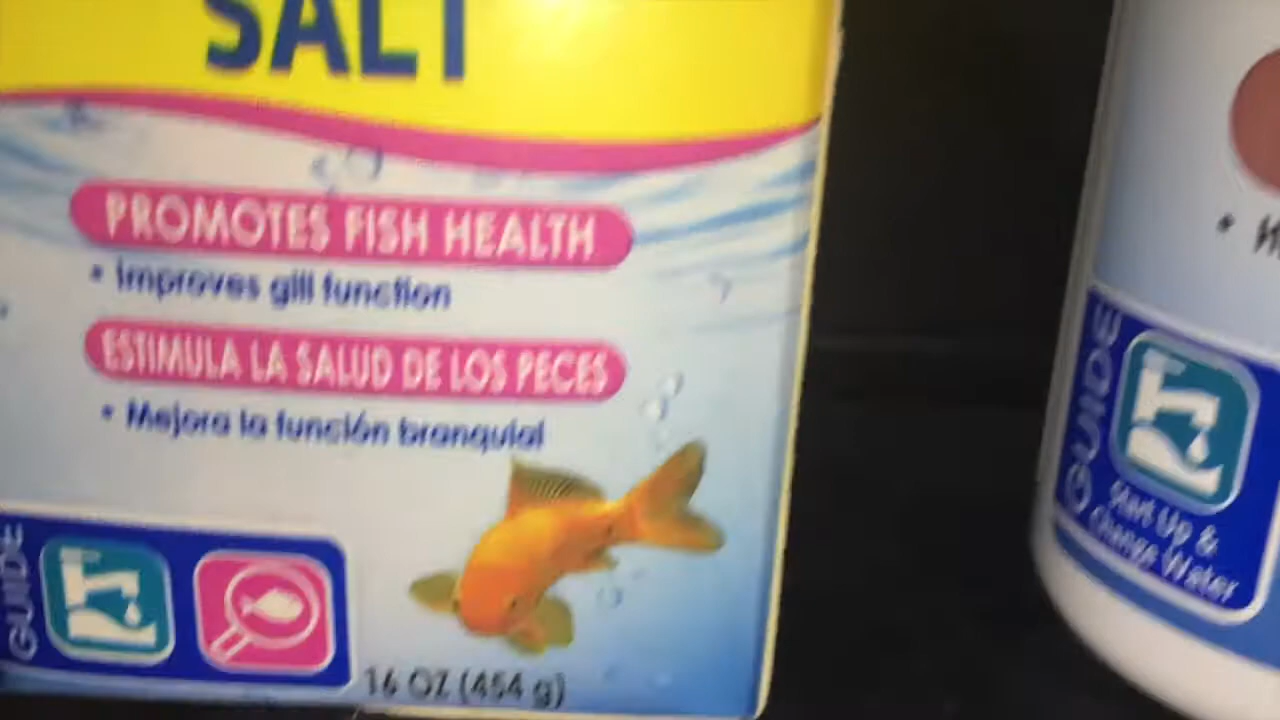 SALT
PROMOTES FISH HEALTH
• Improves gill function
ESTIMULA LA SALUD DE LOS PECES
• Mejora la función branquial
GUIDE
16 OZ (454 g)
GUIDE
Start Up &
Change Water